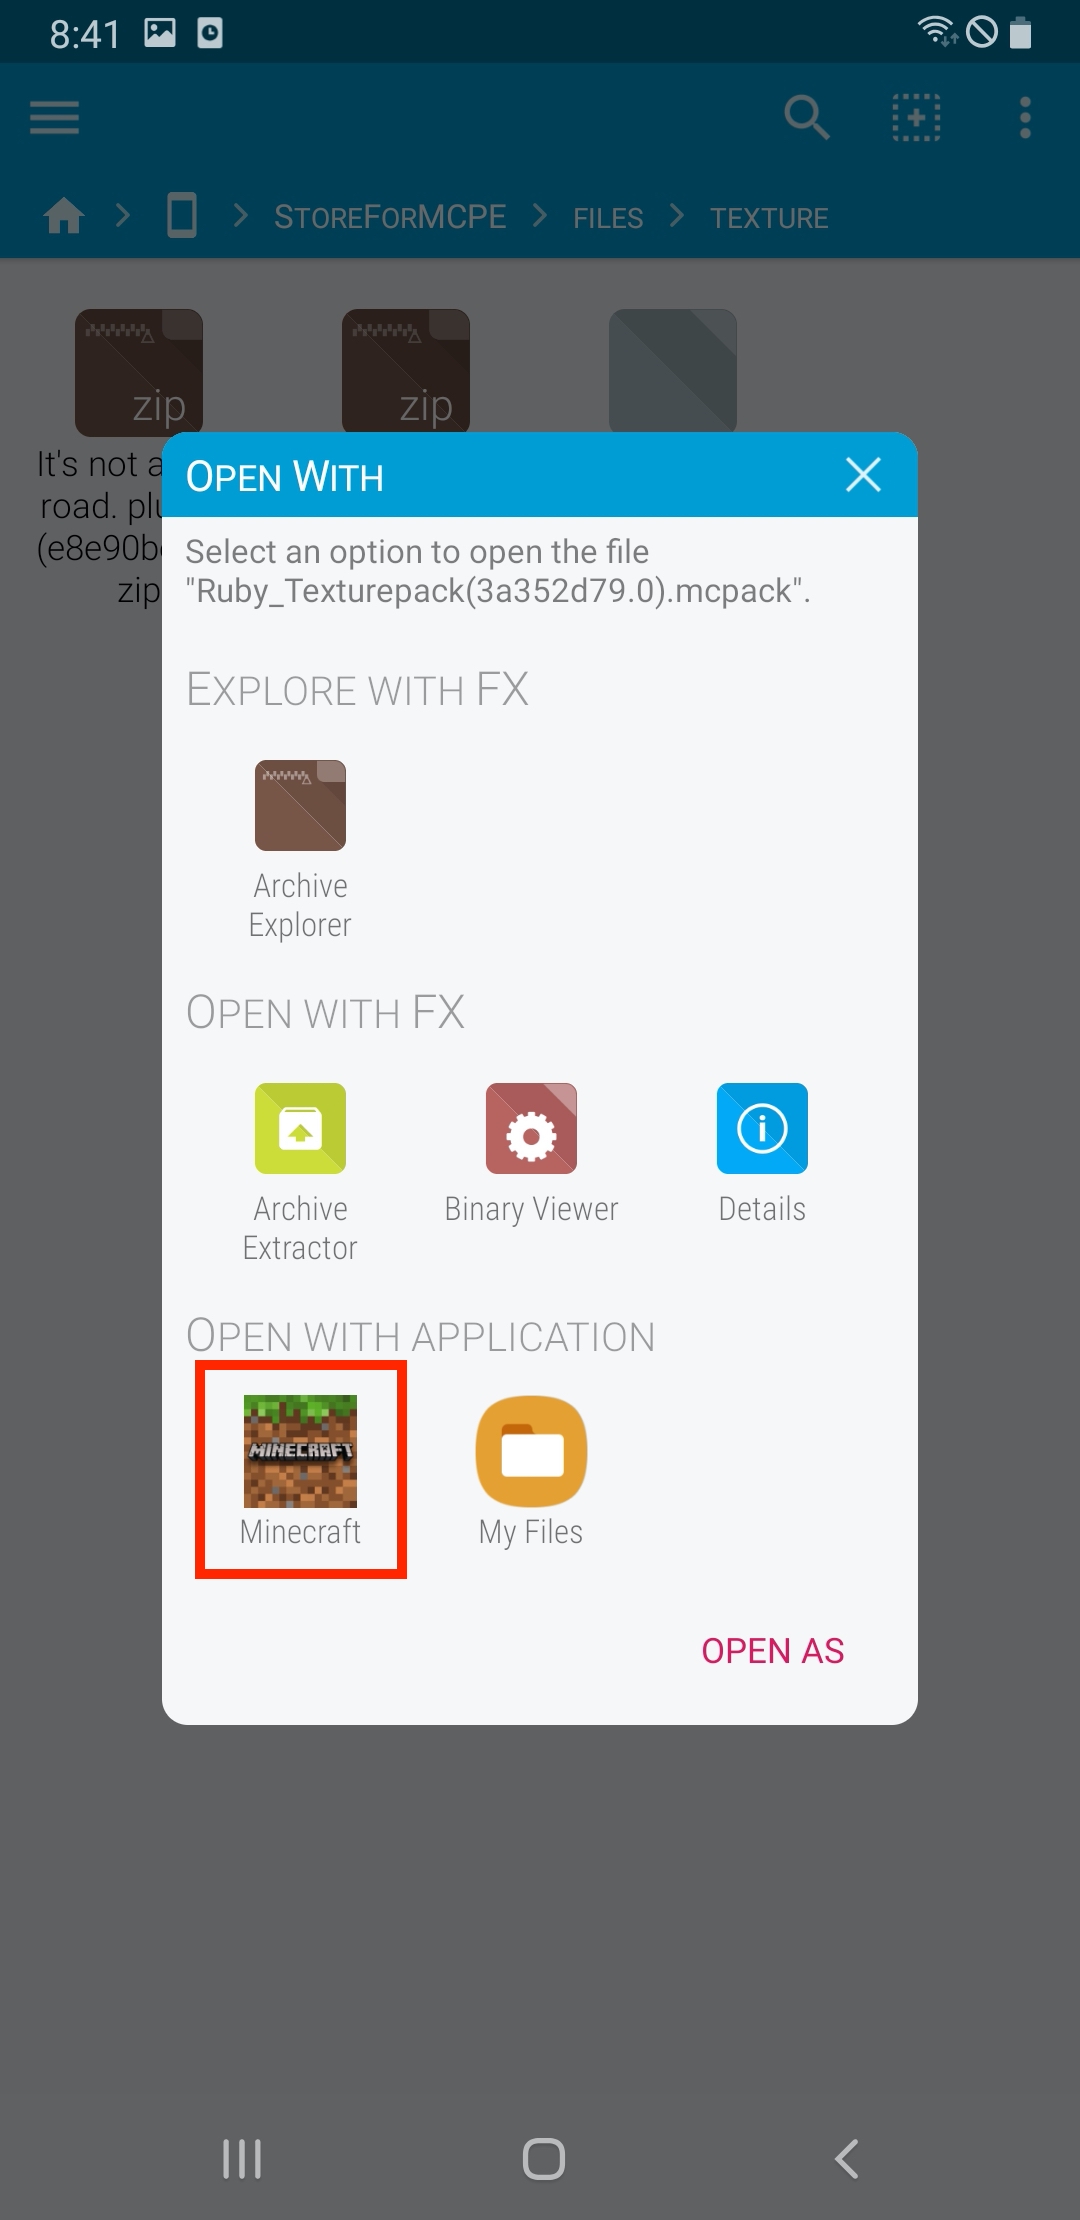 8:41
STOREFORMCPE FILES TEXTURE
zip zip
It's not a
road. plu
(e8e90b
zip
OPEN WITH
Select an option to open the file
"Ruby_Texturepack(3a352d79.0).mcpack".
EXPLORE WITH FX
Archive
Explorer
OPEN WITH FX
Archive
Extractor
Binary Viewer
Details
OPEN WITH APPLICATION
MINECRAFT
Minecraft
My Files
OPEN AS